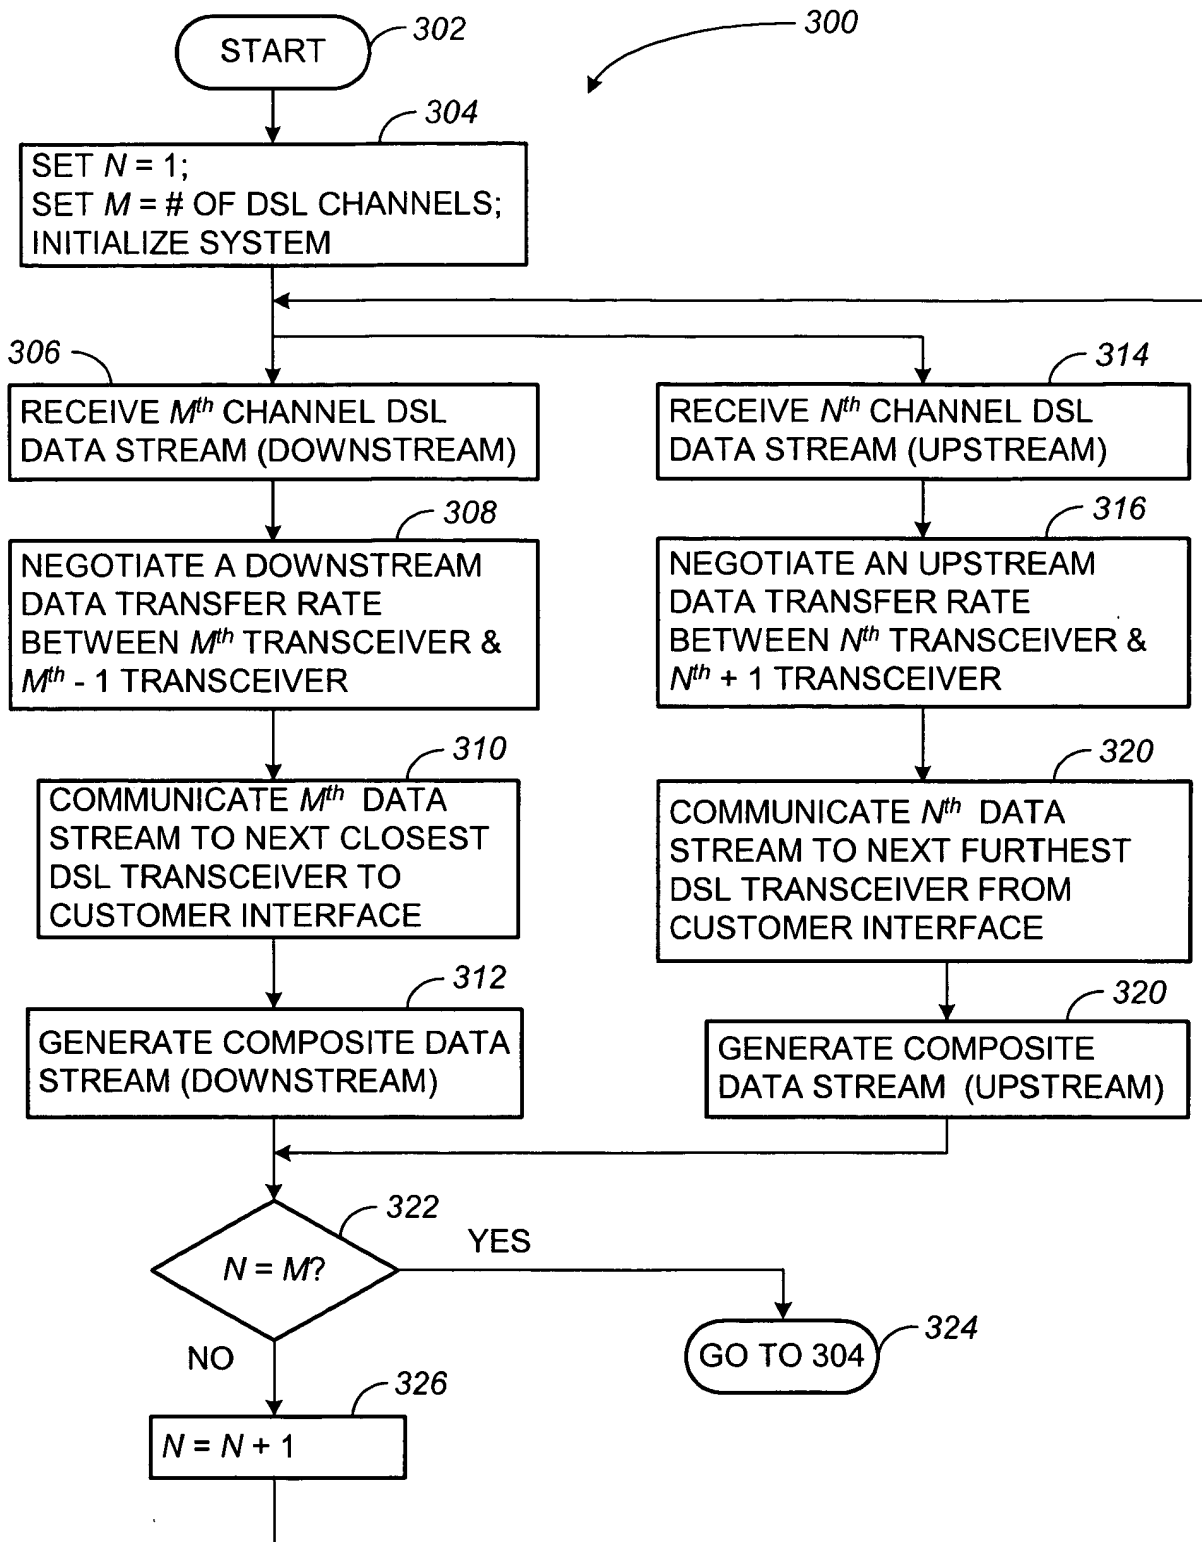 300
302
START
304
SET N = 1;
SET M = # OF DSL CHANNELS;
INITIALIZE SYSTEM
306
RECEIVE Mth CHANNEL DSL
DATA STREAM (DOWNSTREAM)
308
NEGOTIATE A DOWNSTREAM
DATA TRANSFER RATE
BETWEEN Mth TRANSCEIVER &
Mth - 1 TRANSCEIVER
310
COMMUNICATE Mth DATA
STREAM TO NEXT CLOSEST
DSL TRANSCEIVER TO
CUSTOMER INTERFACE
312
GENERATE COMPOSITE DATA
STREAM (DOWNSTREAM)
314
RECEIVE Nth CHANNEL DSL
DATA STREAM (UPSTREAM)
316
NEGOTIATE AN UPSTREAM
DATA TRANSFER RATE
BETWEEN Nth TRANSCEIVER &
Nth + 1 TRANSCEIVER
320
COMMUNICATE Nth DATA
STREAM TO NEXT FURTHEST
DSL TRANSCEIVER FROM
CUSTOMER INTERFACE
320
GENERATE COMPOSITE
DATA STREAM (UPSTREAM)
322
N = M?
YES
324
GO TO 304
NO
326
N = N + 1